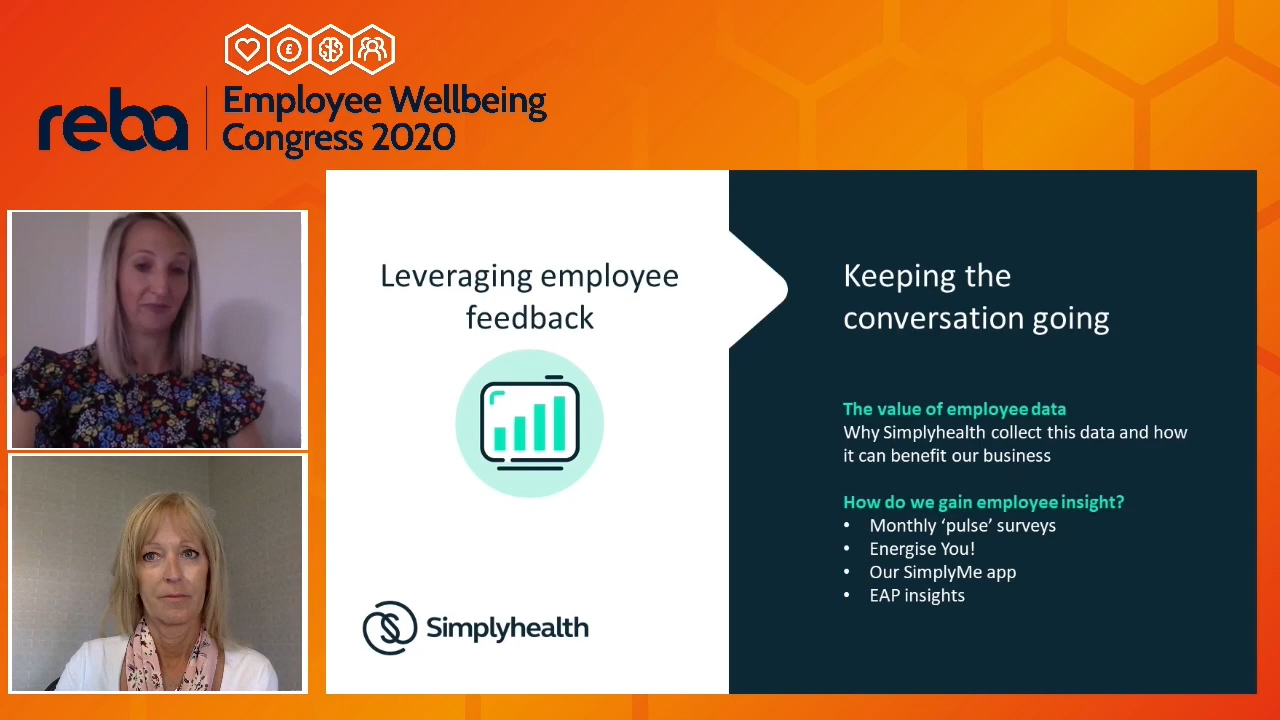 reba
Employee Wellbeing
Congress 2020
£
Leveraging employee
feedback
Simplyhealth
Keeping the
conversation going
The value of employee data
Why Simplyhealth collect this data and how
it can benefit our business
How do we gain employee insight?
• Monthly ‘pulse’ surveys
• Energise You!
• Our SimplyMe app
• EAP insights